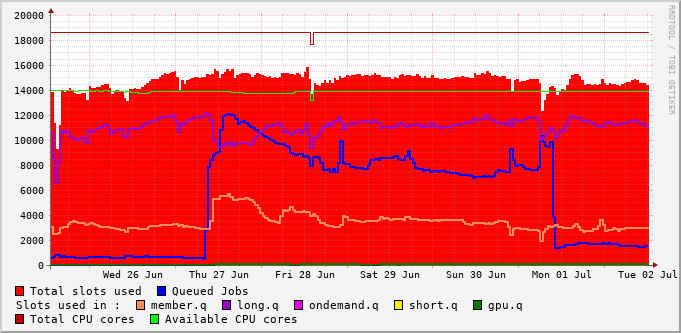 20000
18000
16000
14000
12000
10000
8000
6000
4000
2000
0
Wed 26 Jun Thu 27 Jun Fri 28 Jun Sat 29 Jun Sun 30 Jun Mon 01 Jul Tue 02 Jul
Total slots used Queued Jobs
Slots used in : member.q long.q ondemand.q short.q gpu.q
Total CPU cores Available CPU cores
RRDTOOL / TOBI OETIKER